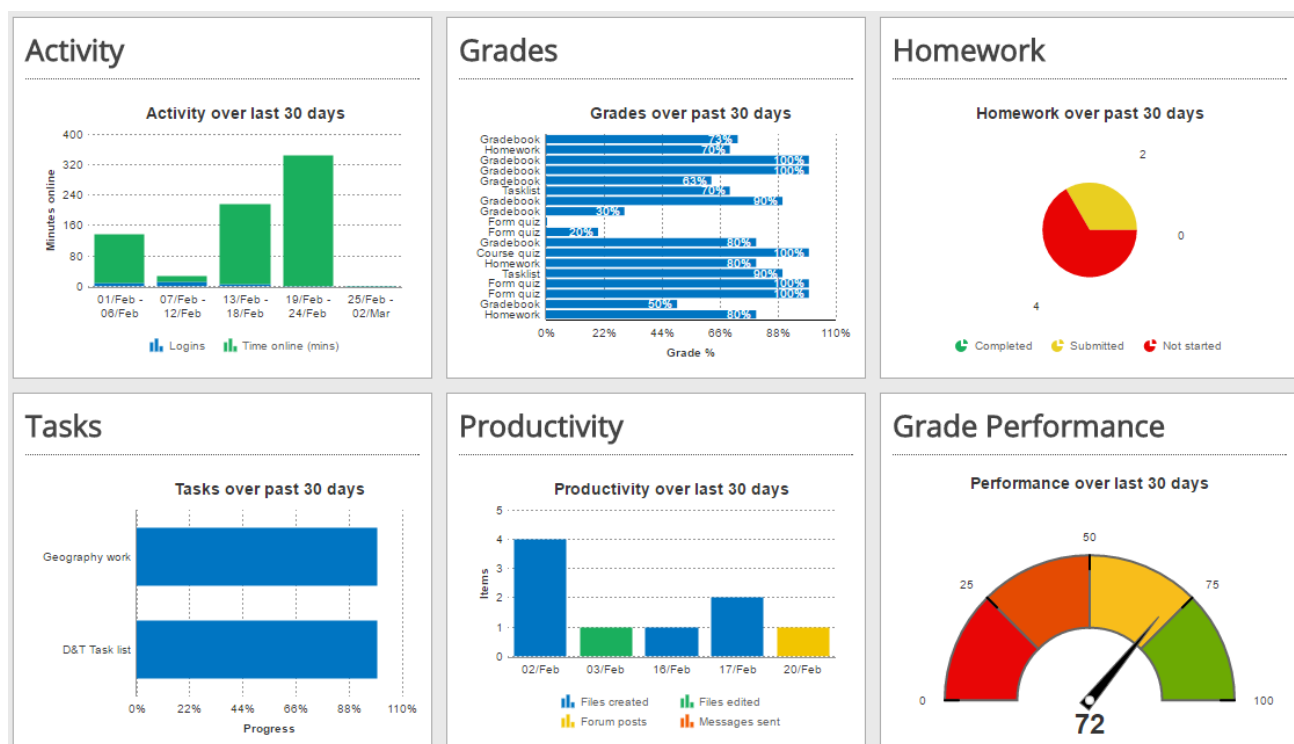 Activity
Activity over last 30 days
Minutes online
400
320
240
160
80
0
01/Feb - 06/Feb
07/Feb - 12/Feb
13/Feb - 18/Feb
19/Feb - 24/Feb
25/Feb - 02/Mar
Logins
Time online (mins)
Grades
Grades over past 30 days
Gradebook 73%
Homework 70%
Gradebook 100%
Gradebook 100%
Gradebook 63%
Tasklist 70%
Gradebook 90%
Gradebook 30%
Form quiz
Form quiz 20%
Gradebook 80%
Course quiz 100%
Homework 80%
Tasklist 90%
Form quiz 100%
Form quiz 100%
Gradebook 50%
Homework 80%
0% 22% 44% 66% 88% 110%
Grade %
Homework
Homework over past 30 days
2
0
4
Completed
Submitted
Not started
Tasks
Tasks over past 30 days
Geography work
D&T Task list
0% 22% 44% 66% 88% 110%
Progress
Productivity
Productivity over last 30 days
Items
5
4
3
2
1
0
02/Feb 03/Feb 16/Feb 17/Feb 20/Feb
Files created
Files edited
Forum posts
Messages sent
Grade Performance
Performance over last 30 days
0
25
50
75
100
72